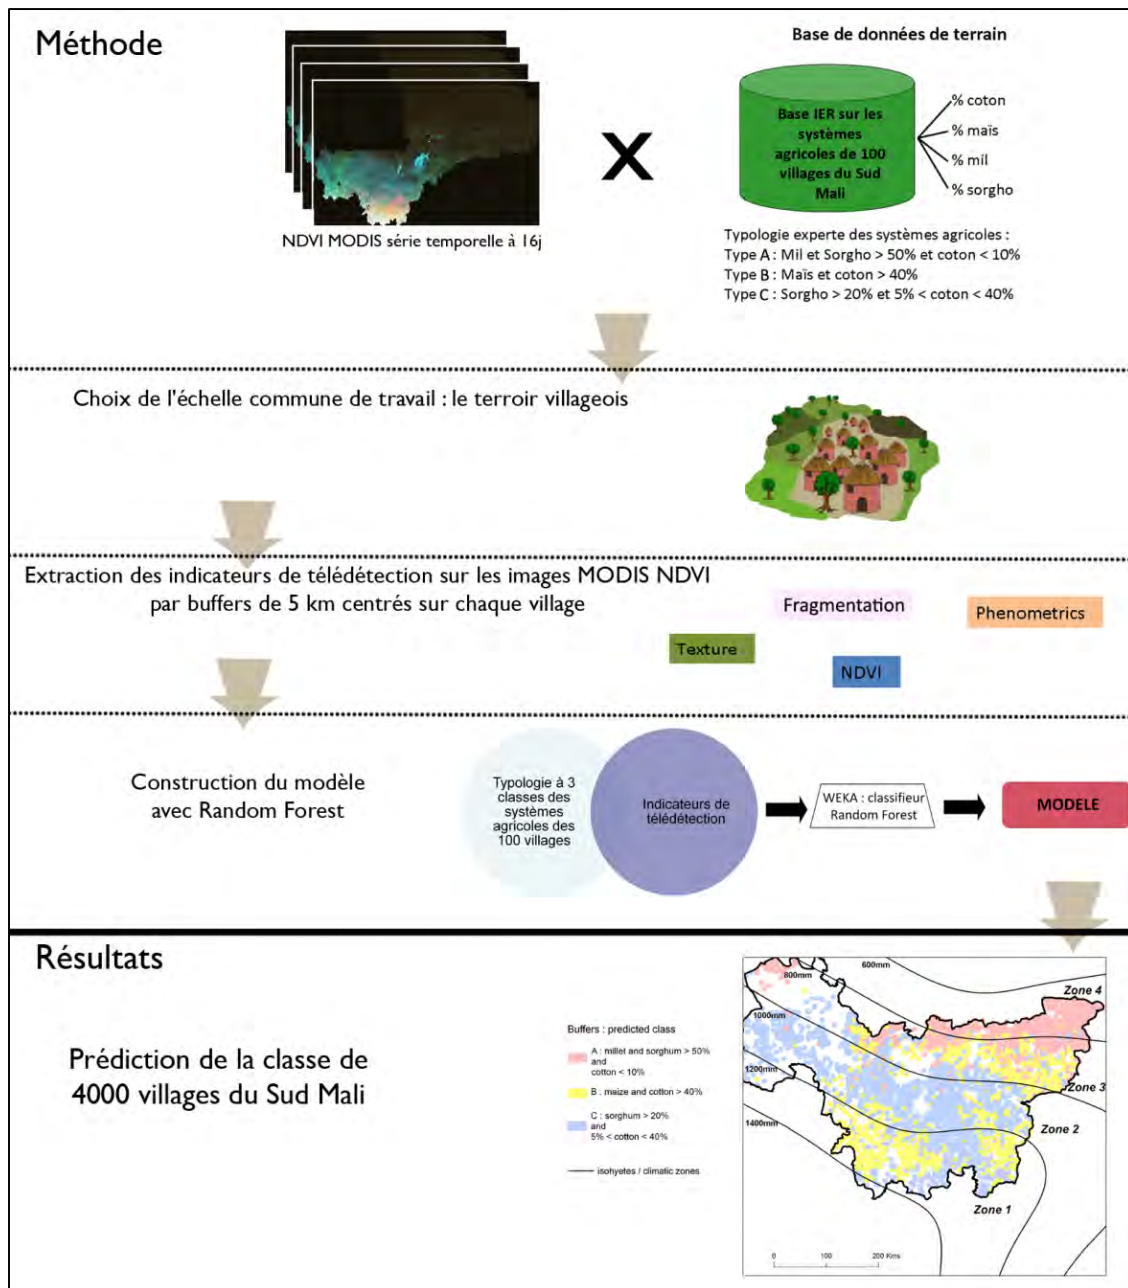 Méthode
Base de données de terrain
X
Base IER sur les
systèmes
agricoles de 100
villages du Sud
Mali
% coton
% maïs
% mil
% sorgho
NDVI MODIS série temporelle à 16j
Typologie experte des systèmes agricoles :
Type A : Mil et Sorgho > 50% et coton < 10%
Type B : Maïs et coton > 40%
Type C : Sorgho > 20% et 5% < coton < 40%
Choix de l'échelle commune de travail : le terroir villageois
Extraction des indicateurs de télédétection sur les images MODIS NDVI
par buffers de 5 km centrés sur chaque village
Fragmentation
Phenometrics
Texture
NDVI
Construction du modèle
avec Random Forest
Typologie à 3
classes des
systèmes
agricoles des
100 villages
Indicateurs de
télédétection
WEKA : classifieur
Random Forest
MODELE
Résultats
Prédiction de la classe de
4000 villages du Sud Mali
Buffers : predicted class
A : millet and sorghum > 50%
and
cotton < 10%
B : maize and cotton > 40%
C : sorghum > 20%
and
5% < cotton < 40%
isohyetes / climatic zones
600mm
800mm
1000mm
1200mm
1400mm
Zone 4
Zone 3
Zone 2
Zone 1
0 100 200 Kms